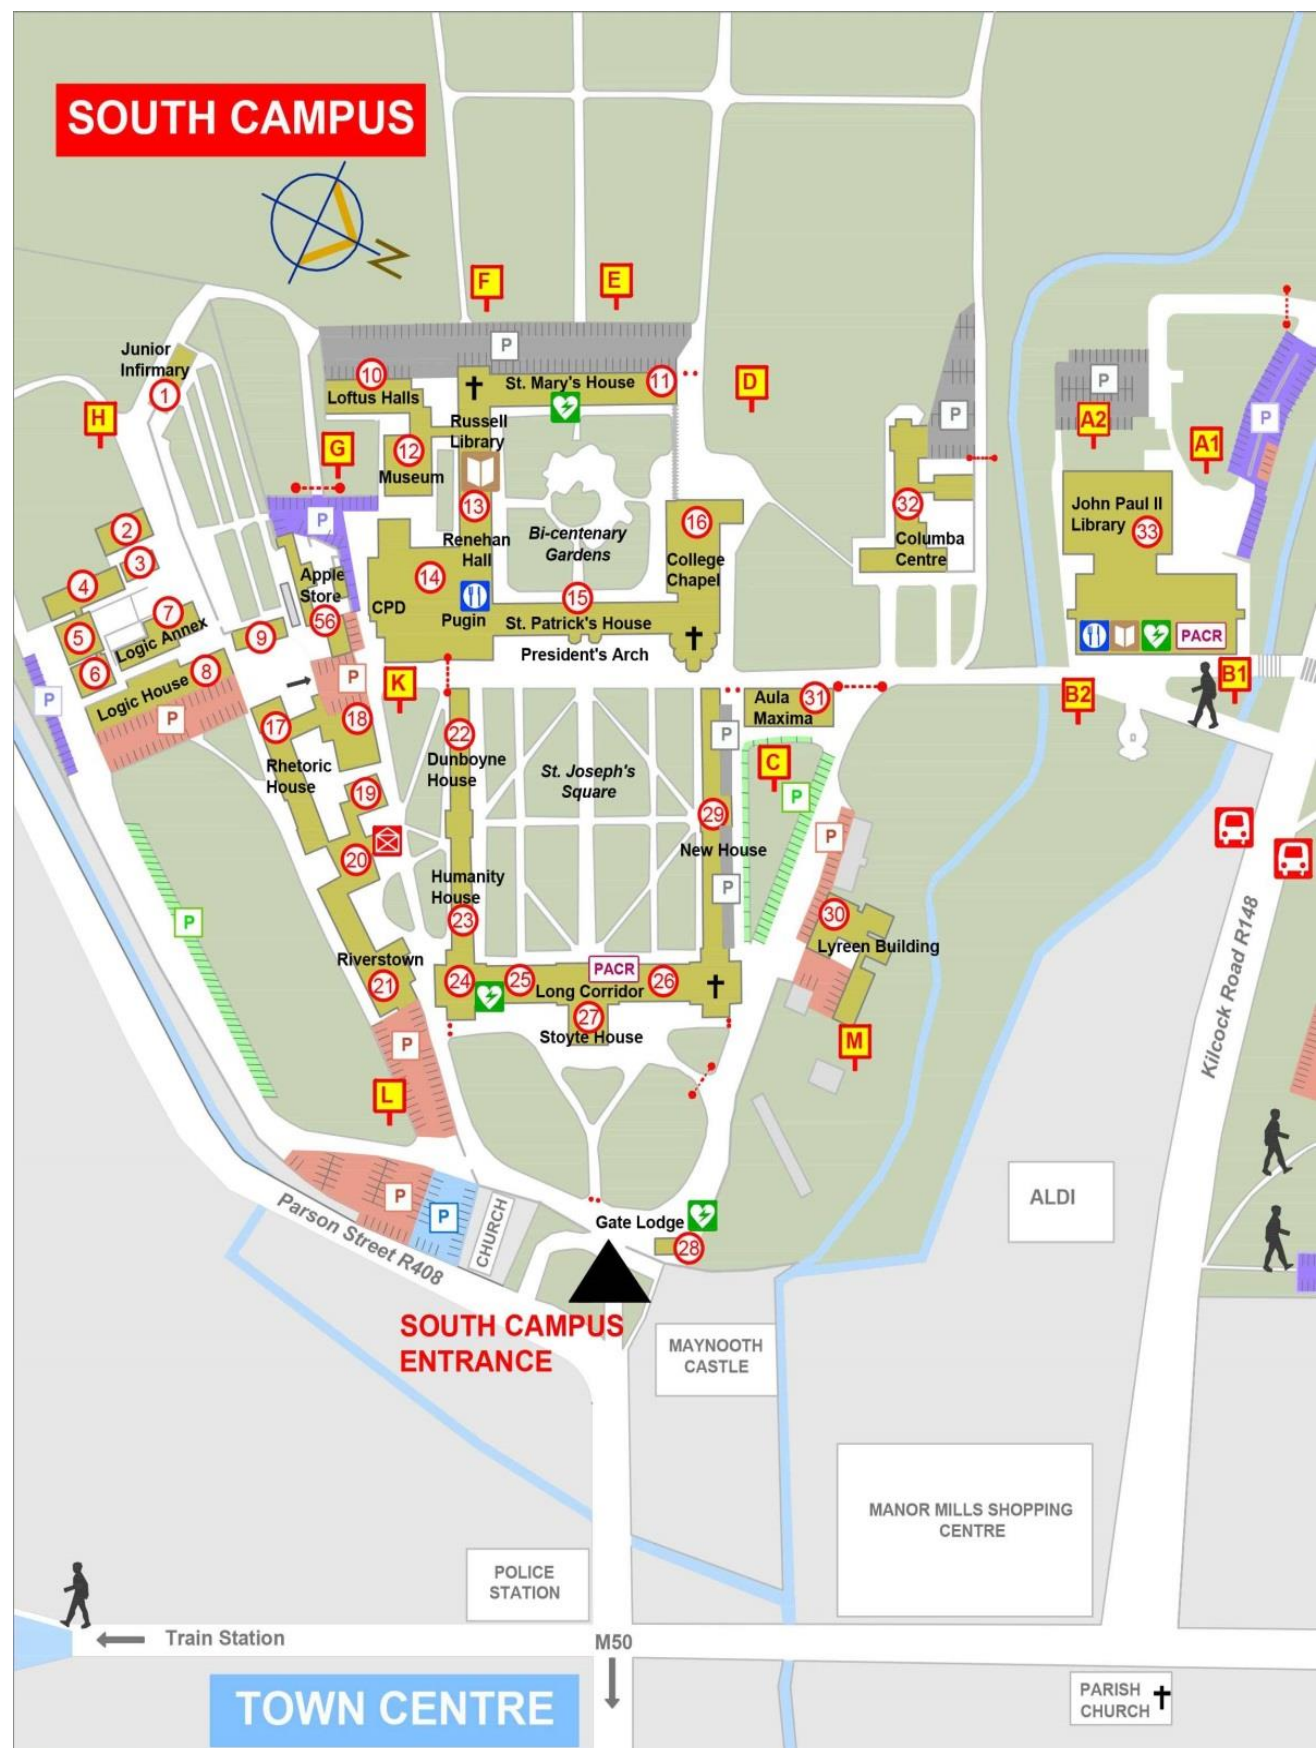 SOUTH CAMPUS
N
F
E
Junior
Infirmary
1
H
G
10
Loftus Halls
P
St. Mary's House
11
D
P
P
A2
A1
P
Russell
Library
12
Museum
13
Renehan
Hall
Bi-centenary
Gardens
16
College
Chapel
32
Columba
Centre
John Paul II
Library
33
2
3
4
5
6
7
Logic Annex
8
Logic House
9
P
Apple
Store
56
14
CPD
Pugin
15
St. Patrick's House
President's Arch
PACR
P
P
P
K
B2
B1
17
Rhetoric
House
18
19
20
22
Dunboyne
House
St. Joseph's
Square
P
Aula
Maxima
31
C
P
29
New House
P
P
P
Humanity
House
23
30
Lyreen Building
Riverstown
21
24
25
PACR
Long Corridor
26
27
Stoyte House
P
L
M
Kilcock Road R148
P
P
CHURCH
Parson Street R408
Gate Lodge
28
ALDI
SOUTH CAMPUS
ENTRANCE
MAYNOOTH
CASTLE
MANOR MILLS SHOPPING
CENTRE
POLICE
STATION
Train Station
M50
TOWN CENTRE
PARISH
CHURCH